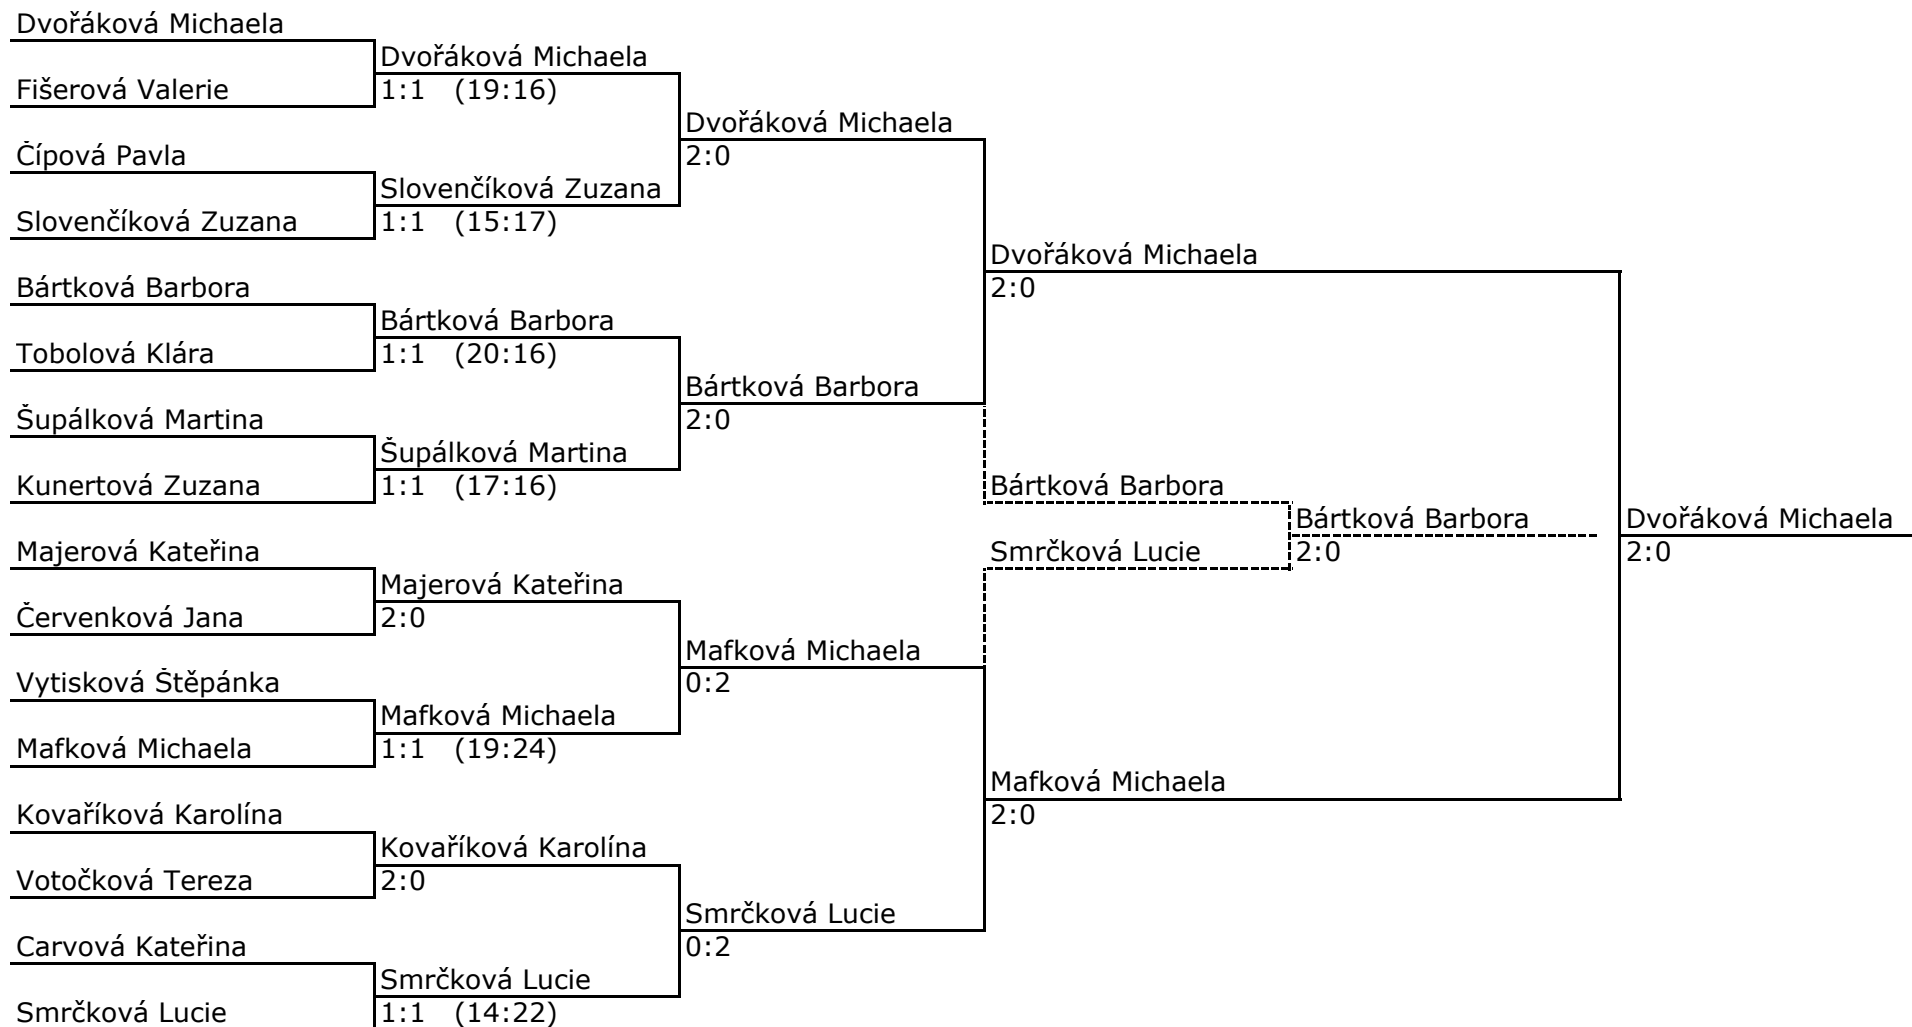 Dvořáková Michaela
Dvořáková Michaela
Fišerová Valerie
1:1 (19:16)
Dvořáková Michaela
Čípová Pavla
2:0
Slovenčíková Zuzana
Slovenčíková Zuzana
1:1 (15:17)
Dvořáková Michaela
Bártková Barbora
2:0
Bártková Barbora
Tobolová Klára
1:1 (20:16)
Bártková Barbora
Šupálková Martina
2:0
Šupálková Martina
Kunertová Zuzana
1:1 (17:16)
Bártková Barbora
Bártková Barbora
Dvořáková Michaela
Majerová Kateřina
Smrčková Lucie
2:0
2:0
Majerová Kateřina
Červenková Jana
2:0
Mafková Michaela
Vytisková Štěpánka
0:2
Mafková Michaela
Mafková Michaela
1:1 (19:24)
Mafková Michaela
Kovaříková Karolína
2:0
Kovaříková Karolína
Votočková Tereza
2:0
Smrčková Lucie
Carvová Kateřina
0:2
Smrčková Lucie
Smrčková Lucie
1:1 (14:22)